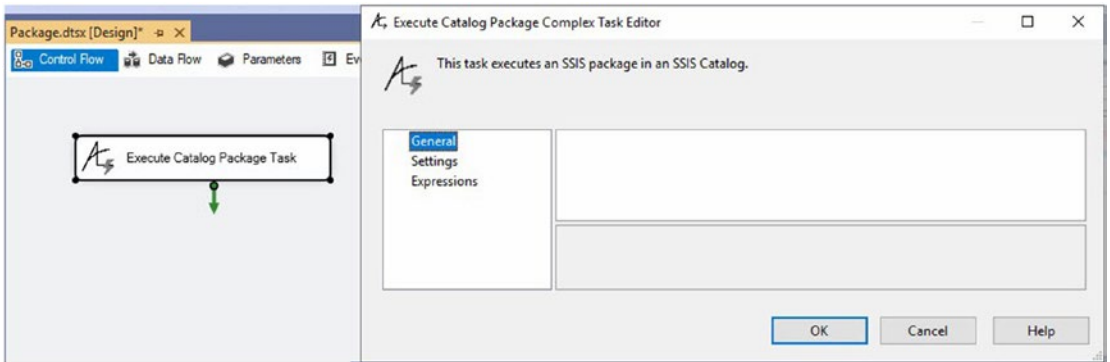 Package.dtsx [Design]*
Control Flow
Data Flow
Parameters
Ev
Execute Catalog Package Task
Execute Catalog Package Complex Task Editor
This task executes an SSIS package in an SSIS Catalog.
General
Settings
Expressions
OK
Cancel
Help